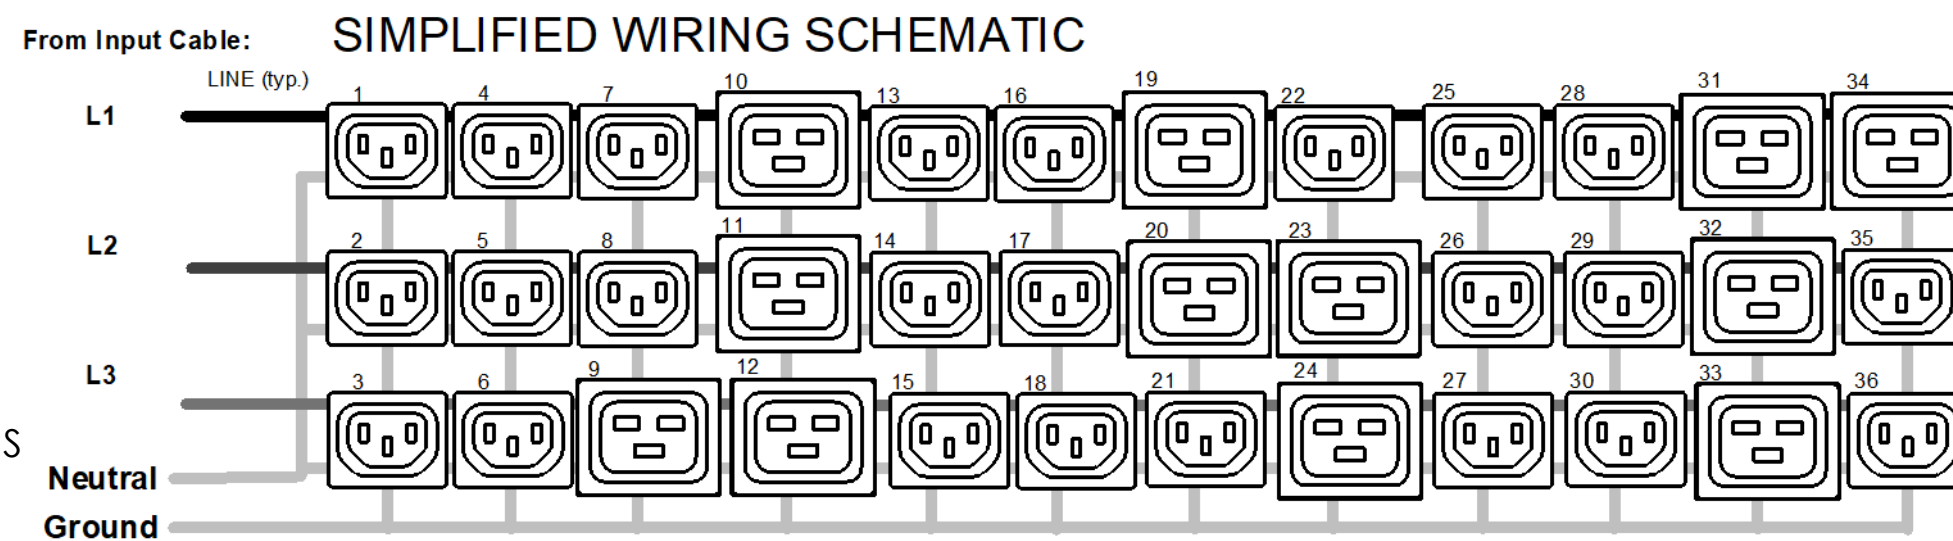 SIMPLIFIED WIRING SCHEMATIC
From Input Cable:
LINE (typ.)
L1
1 4 7 10 13 16 19 22 25 28 31 34
L2
2 5 8 11 14 17 20 23 26 29 32 35
L3
3 6 9 12 15 18 21 24 27 30 33 36
S
Neutral
Ground